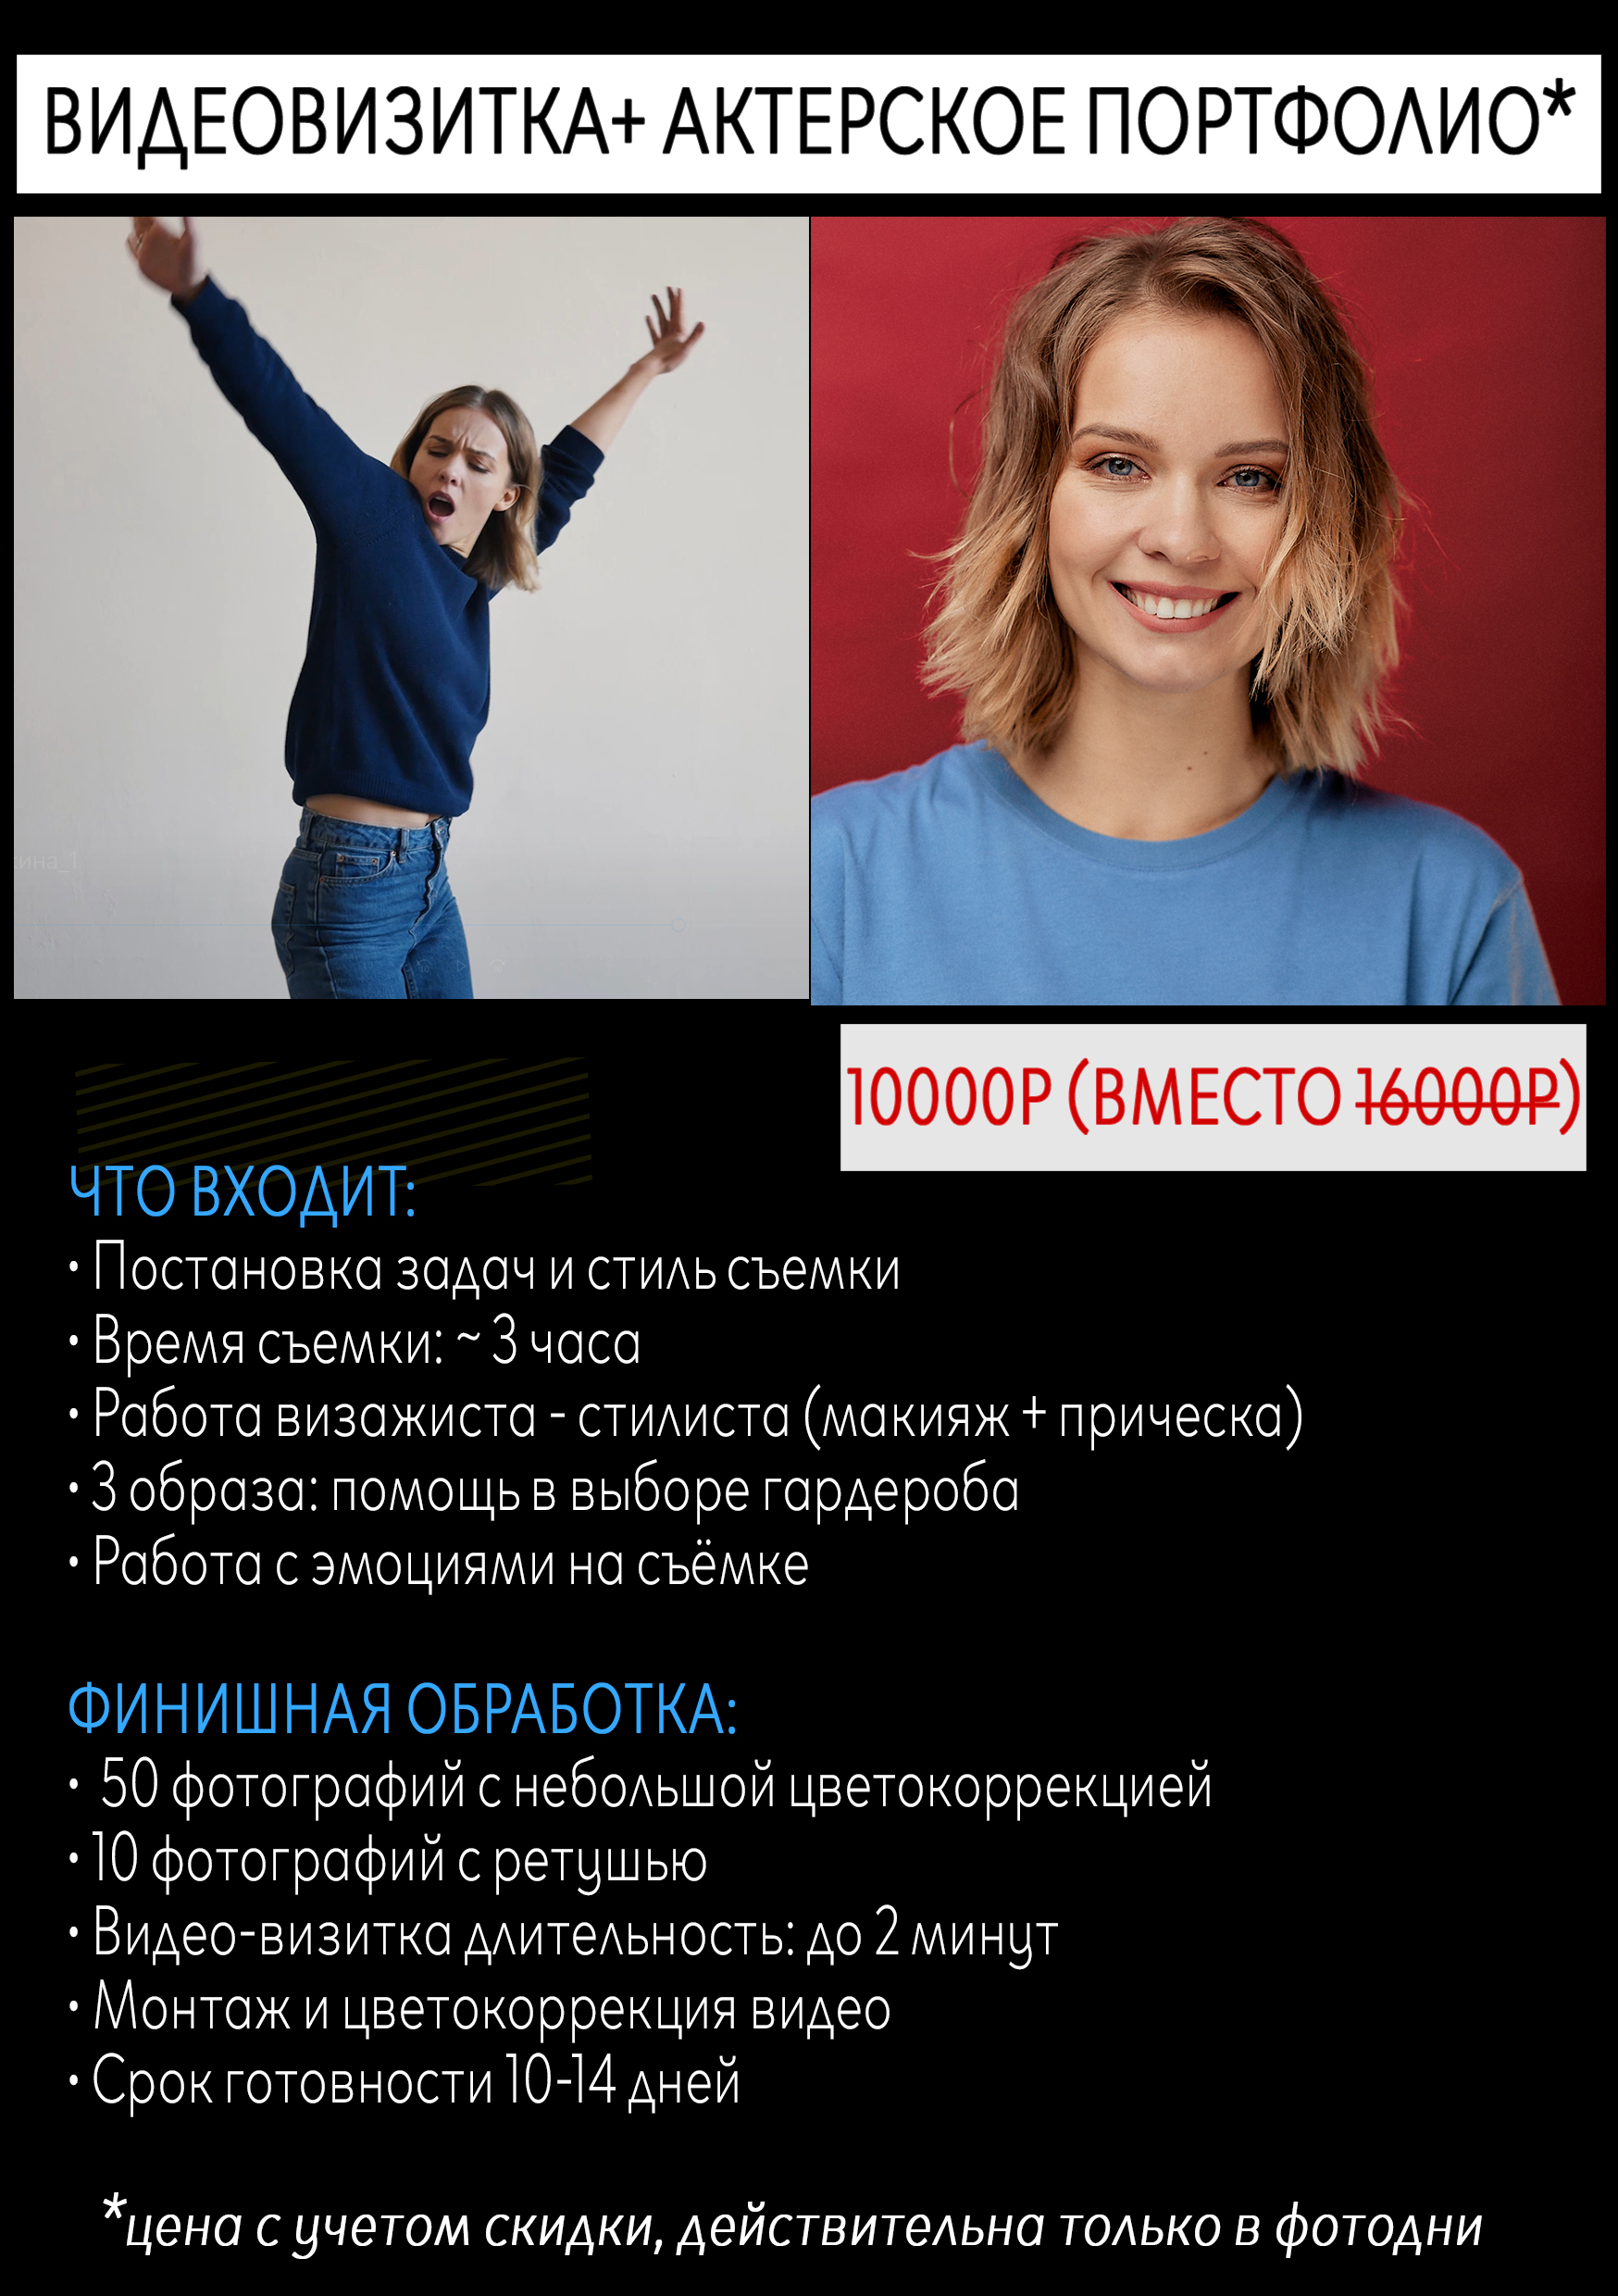 ВИДЕОВИЗИТКА+ АКТЕРСКОЕ ПОРТФОЛИО*
10000Р (ВМЕСТО 16000₽)
ЧТО ВХОДИТ:
• Постановка задач и стиль съемки
• Время съемки: ~ 3 часа
• Работа визажиста - стилиста (макияж + прическа)
• 3 образа: помощь в выборе гардероба
• Работа с эмоциями на съёмке
ФИНИШНАЯ ОБРАБОТКА:
• 50 фотографий с небольшой цветокоррекцией
• 10 фотографий с ретушью
• Видео-визитка длительность: до 2 минут
• Монтаж и цветокоррекция видео
• Срок готовности 10-14 дней
*цена с учетом скидки, действительна только в фотодни